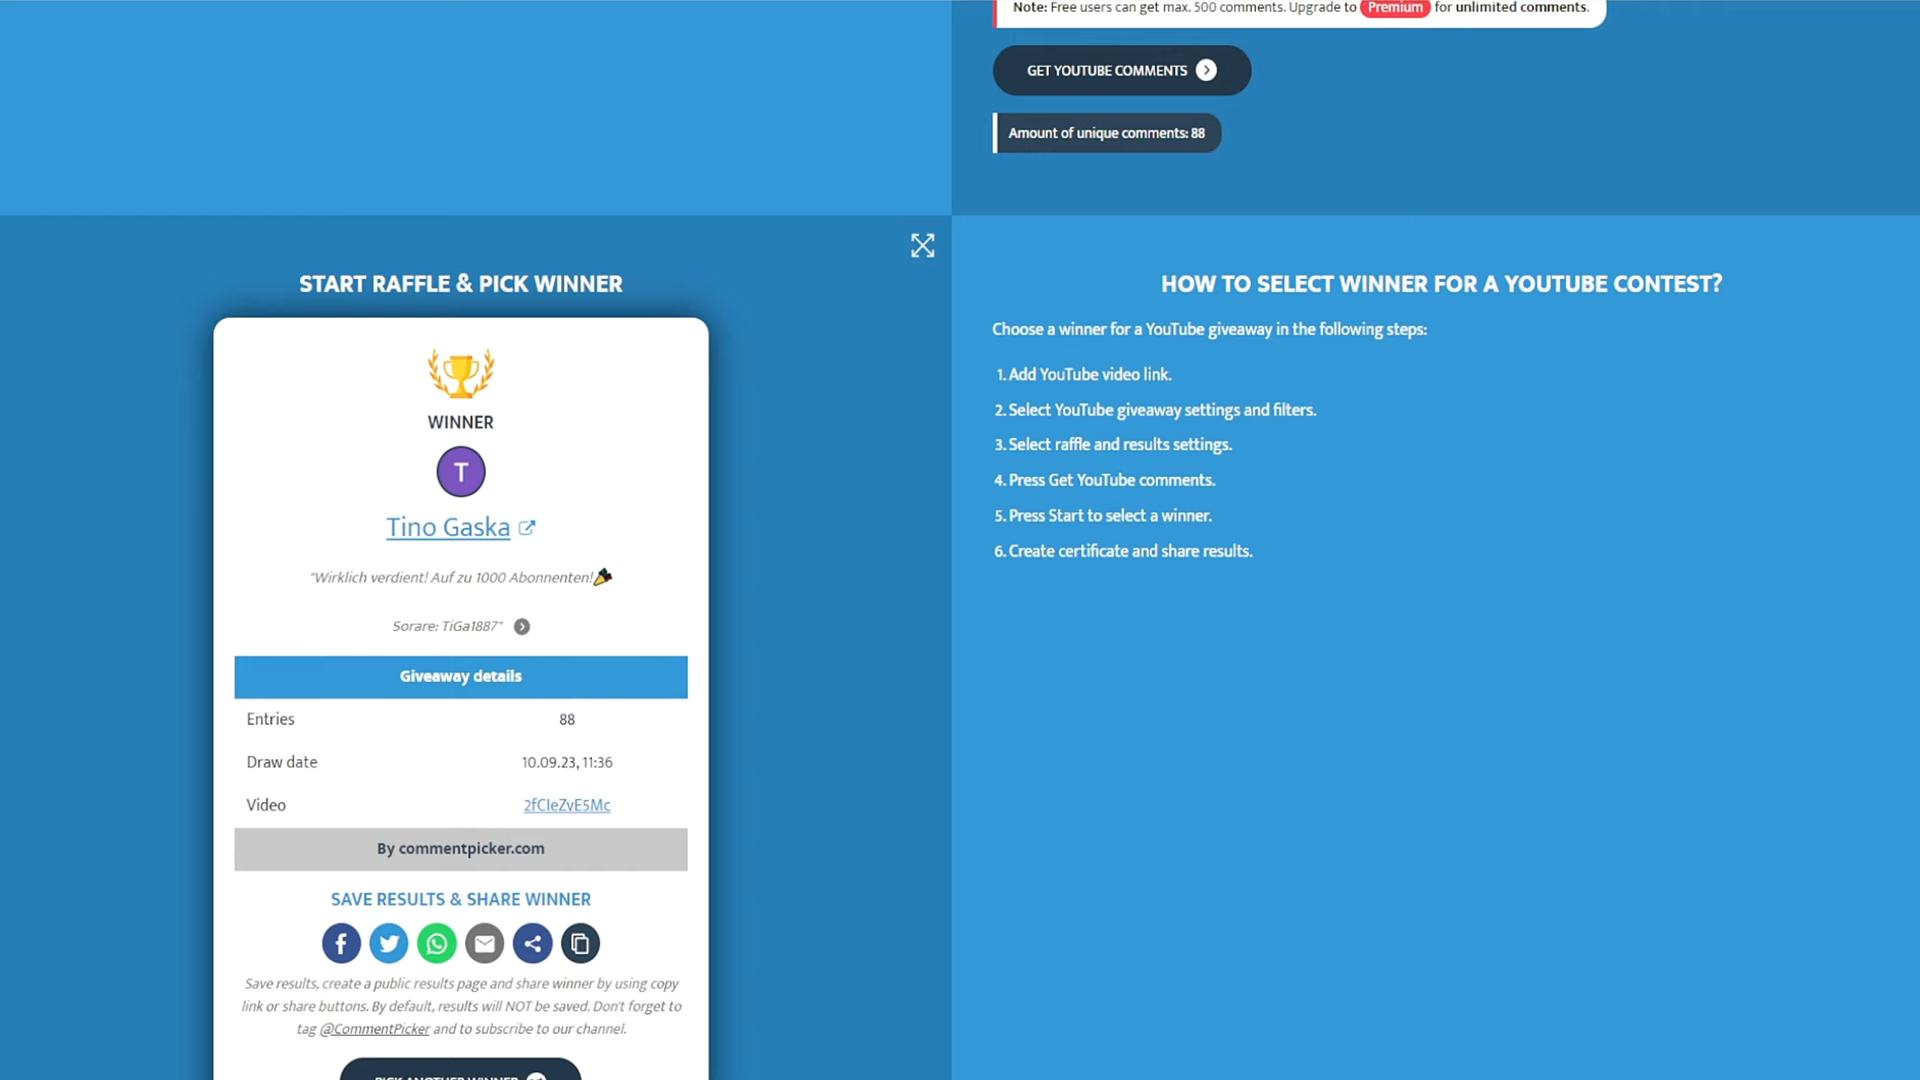 Note: Free users can get max. 500 comments. Upgrade to Premium for unlimited comments.
GET YOUTUBE COMMENTS
Amount of unique comments: 88
START RAFFLE & PICK WINNER
WINNER
T
Tino Gaska
"Wirklich verdient! Auf zu 1000 Abonnenten!🎉
Sorare: TiGa1887"
Giveaway details
Entries 88
Draw date 10.09.23, 11:36
Video 2fCIeZvE5Mc
By commentpicker.com
SAVE RESULTS & SHARE WINNER
Save results, create a public results page and share winner by using copy
link or share buttons. By default, results will NOT be saved. Don't forget to
tag @CommentPicker and to subscribe to our channel.
PICK ANOTHER WINNER
HOW TO SELECT WINNER FOR A YOUTUBE CONTEST?
Choose a winner for a YouTube giveaway in the following steps:
1. Add YouTube video link.
2. Select YouTube giveaway settings and filters.
3. Select raffle and results settings.
4. Press Get YouTube comments.
5. Press Start to select a winner.
6. Create certificate and share results.